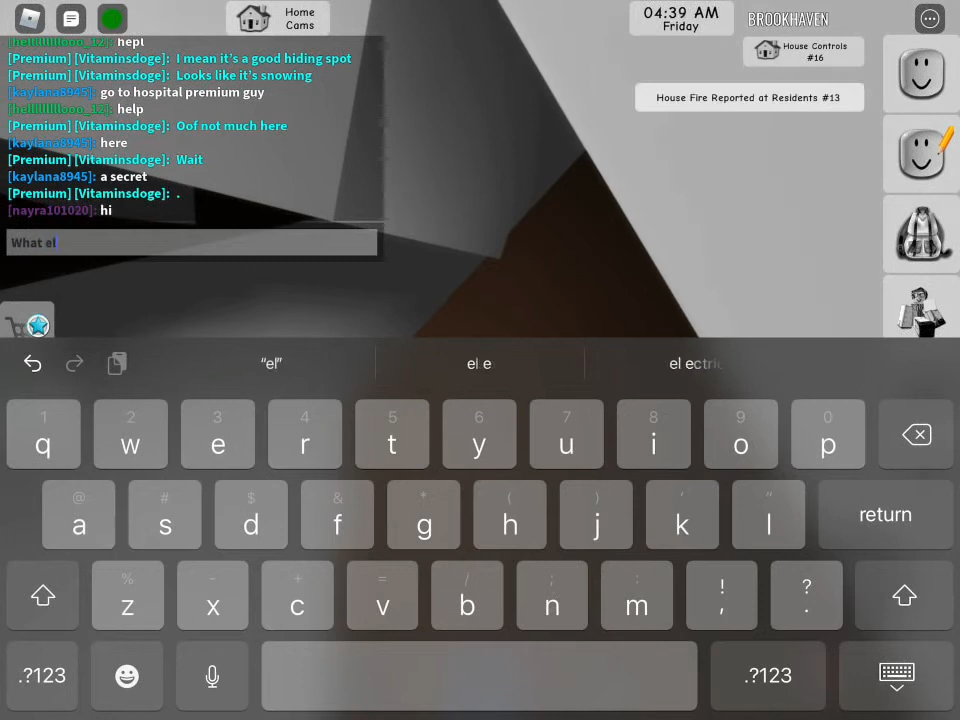 Home
Cams
04:39 AM
Friday
BROOKHAVEN
House Controls
#16
House Fire Reported at Residents #13
[Premium] [Vitaminsdoge]: I mean it's a good hiding spot
[Premium] [Vitaminsdoge]: Looks like it's snowing
[kaylana8945]: go to hospital premium guy
help
[Premium] [Vitaminsdoge]: Oof not much here
[kaylana8945]: here
[Premium] [Vitaminsdoge]: Wait
[kaylana8945]: a secret
[Premium] [Vitaminsdoge]: .
[nayra101020]: hi
What el
"el" el e el ectric
1 2 3 4 5 6 7 8 9 0
q w e r t y u i o p
@ # $ & * ( ) ' "
a s d f g h j k l return
% - + = / ; : ! ?
z x c v b n m , .
.?123 .?123